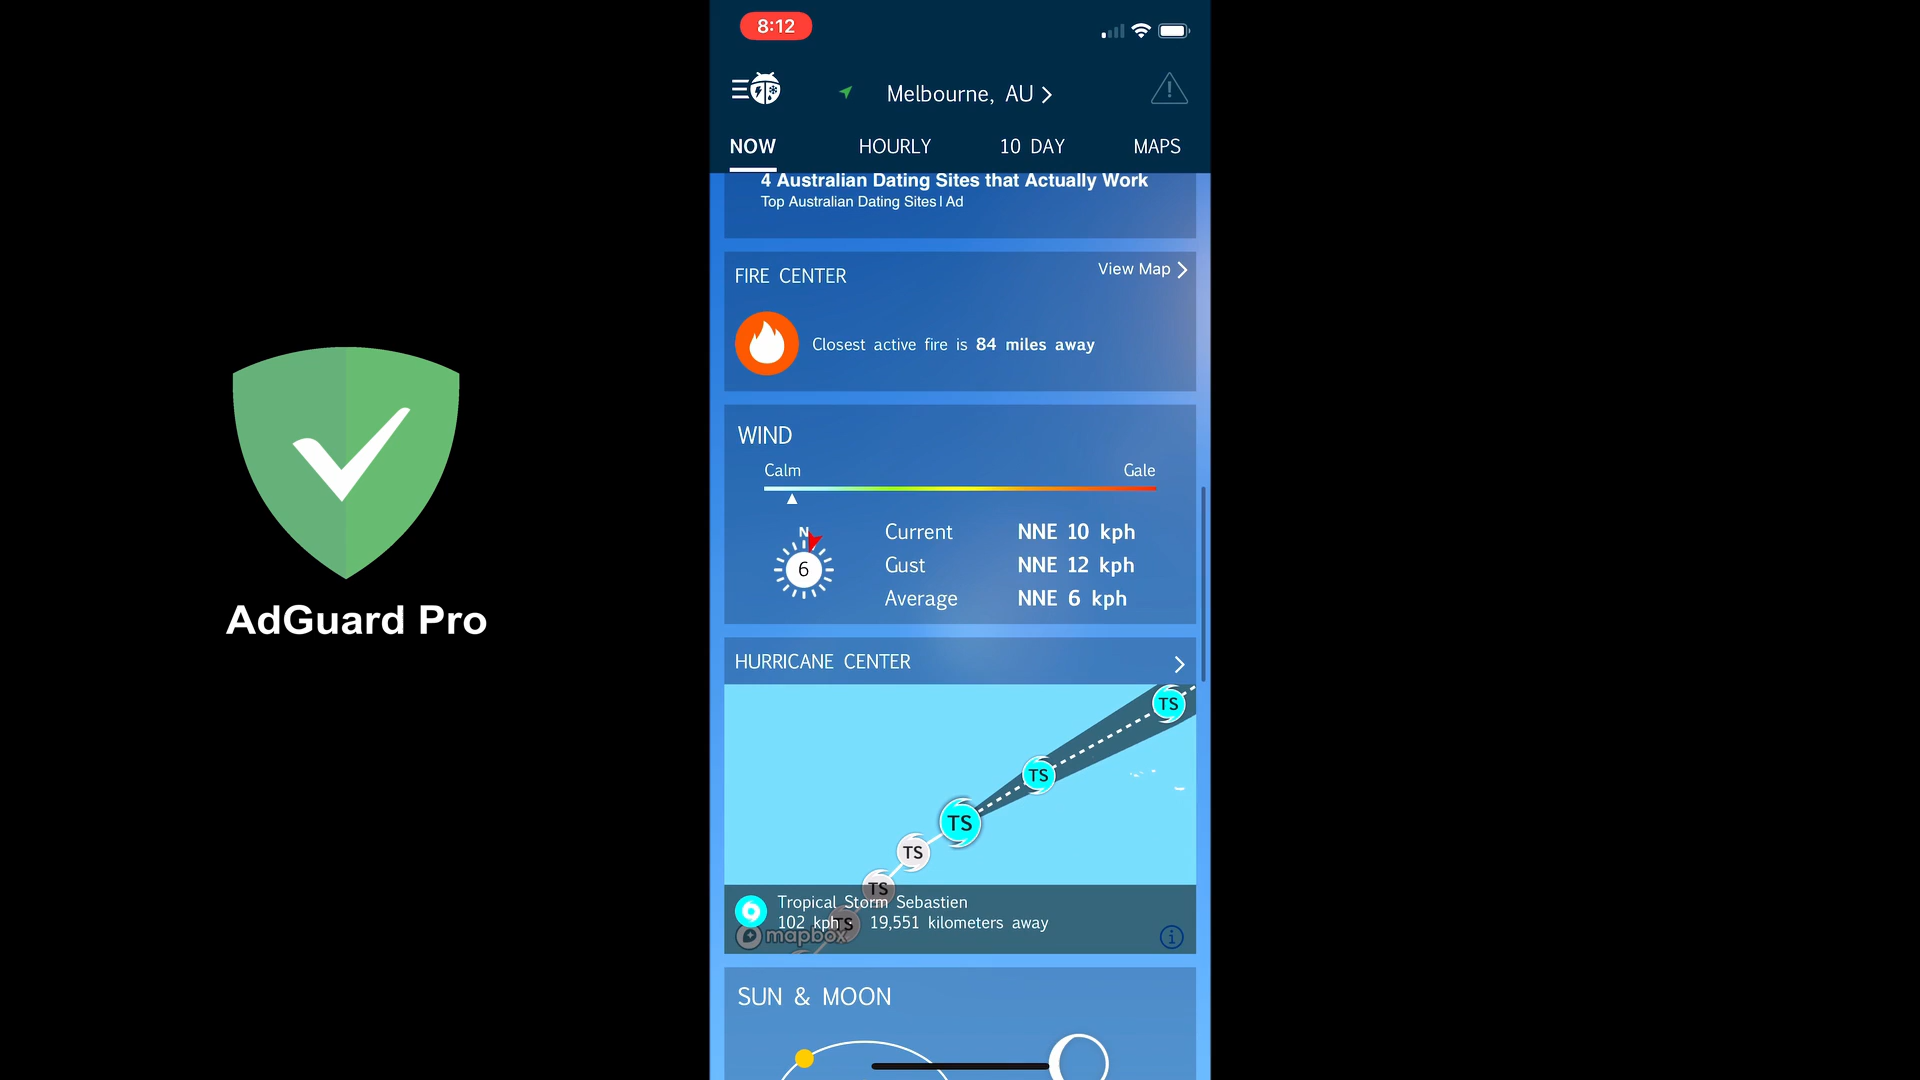 8:12
Melbourne, AU
NOW HOURLY 10 DAY MAPS
4 Australian Dating Sites that Actually Work
Top Australian Dating Sites | Ad
FIRE CENTER
View Map
Closest active fire is 84 miles away
WIND
Calm Gale
N
6
Current NNE 10 kph
Gust NNE 12 kph
Average NNE 6 kph
HURRICANE CENTER
TS
TS
TS
TS
TS
TS
Tropical Storm Sebastien
102 kph 19,551 kilometers away
mapbox
SUN & MOON
AdGuard Pro